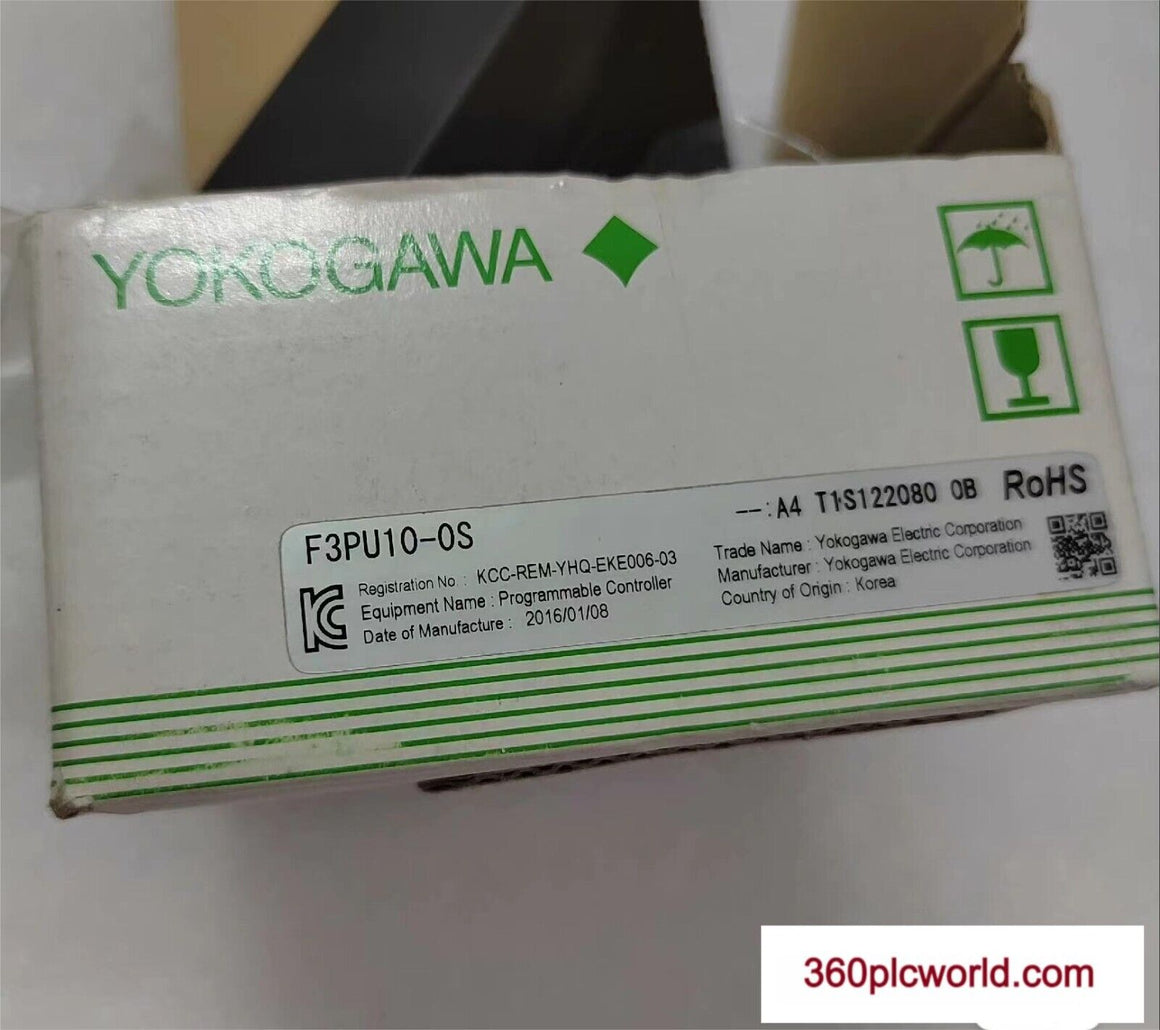 YOKOGAWA
F3PU10-0S
--:A4 T1S122080 0B RoHS
Registration No. : KCC-REM-YHQ-EKE006-03
Equipment Name : Programmable Controller
Date of Manufacture : 2016/01/08
Trade Name : Yokogawa Electric Corporation
Manufacturer : Yokogawa Electric Corporation
Country of Origin : Korea
360plcworld.com